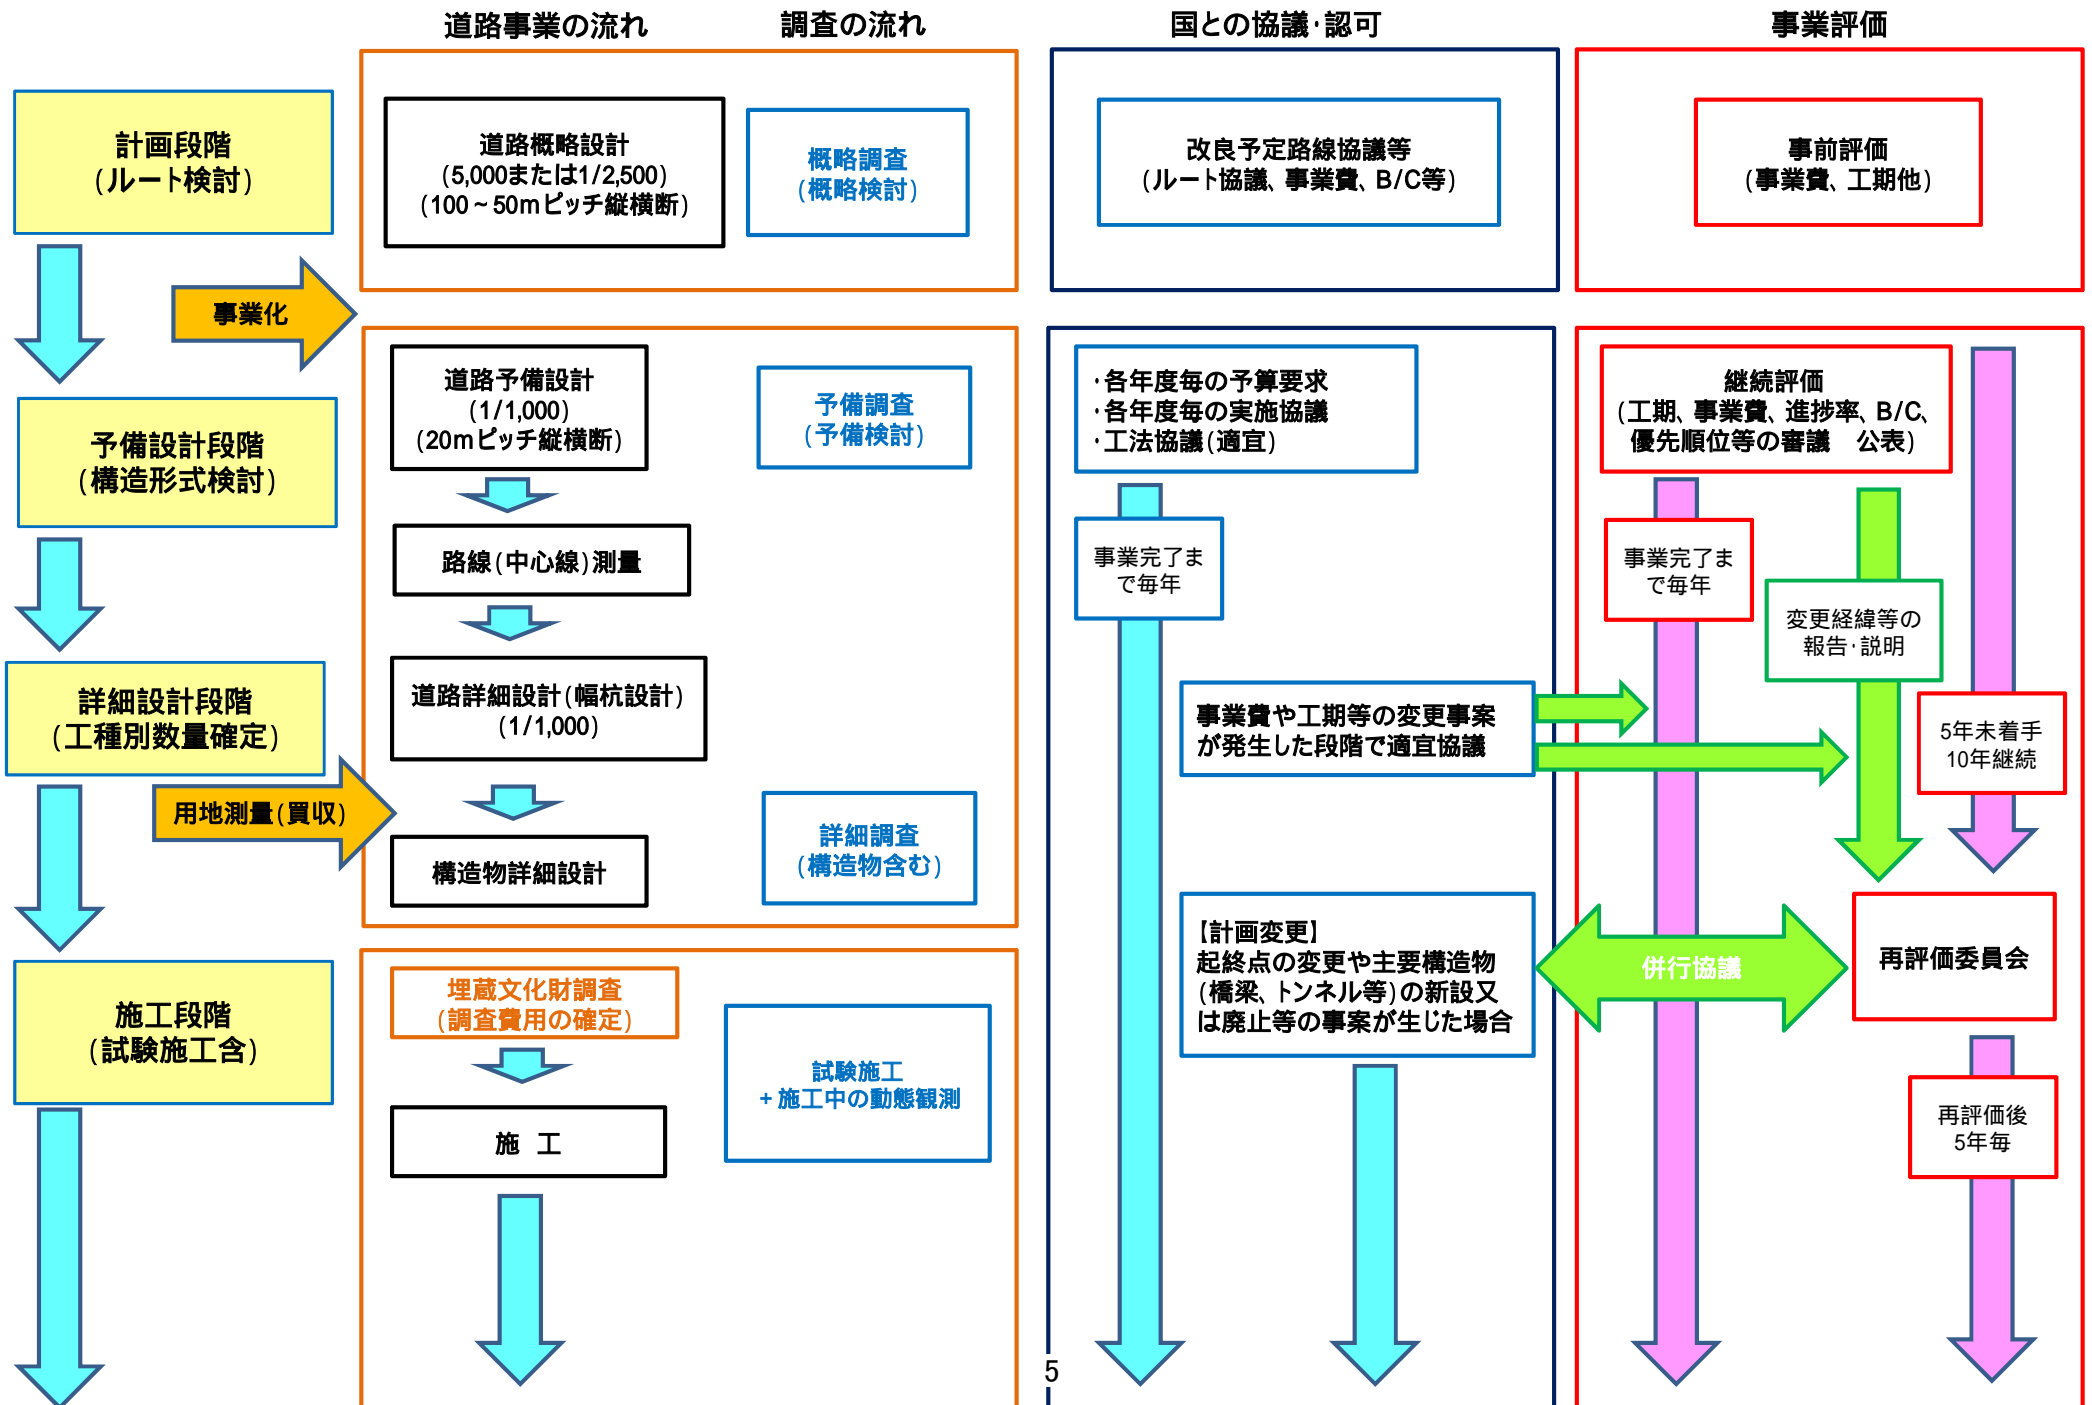 道路事業の流れ
調査の流れ
国との協議・認可
事業評価
計画段階
(ルート検討)
道路概略設計
(5,000または1/2,500)
(100~50mピッチ縦横断)
概略調査
(概略検討)
改良予定路線協議等
(ルート協議、事業費、B/C等)
事前評価
(事業費、工期他)
事業化
予備設計段階
(構造形式検討)
道路予備設計
(1/1,000)
(20mピッチ縦横断)
予備調査
(予備検討)
・各年度毎の予算要求
・各年度毎の実施協議
・工法協議(適宜)
継続評価
(工期、事業費、進捗率、B/C、
優先順位等の審議　公表)
路線(中心線)測量
事業完了ま
で毎年
事業完了ま
で毎年
変更経緯等の
報告・説明
詳細設計段階
(工種別数量確定)
道路詳細設計(幅杭設計)
(1/1,000)
事業費や工期等の変更事案
が発生した段階で適宜協議
5年未着手
10年継続
用地測量(買収)
構造物詳細設計
詳細調査
(構造物含む)
【計画変更】
起終点の変更や主要構造物
(橋梁、トンネル等)の新設又
は廃止等の事案が生じた場合
併行協議
再評価委員会
施工段階
(試験施工含)
埋蔵文化財調査
(調査費用の確定)
試験施工
+施工中の動態観測
施　工
再評価後
5年毎
5